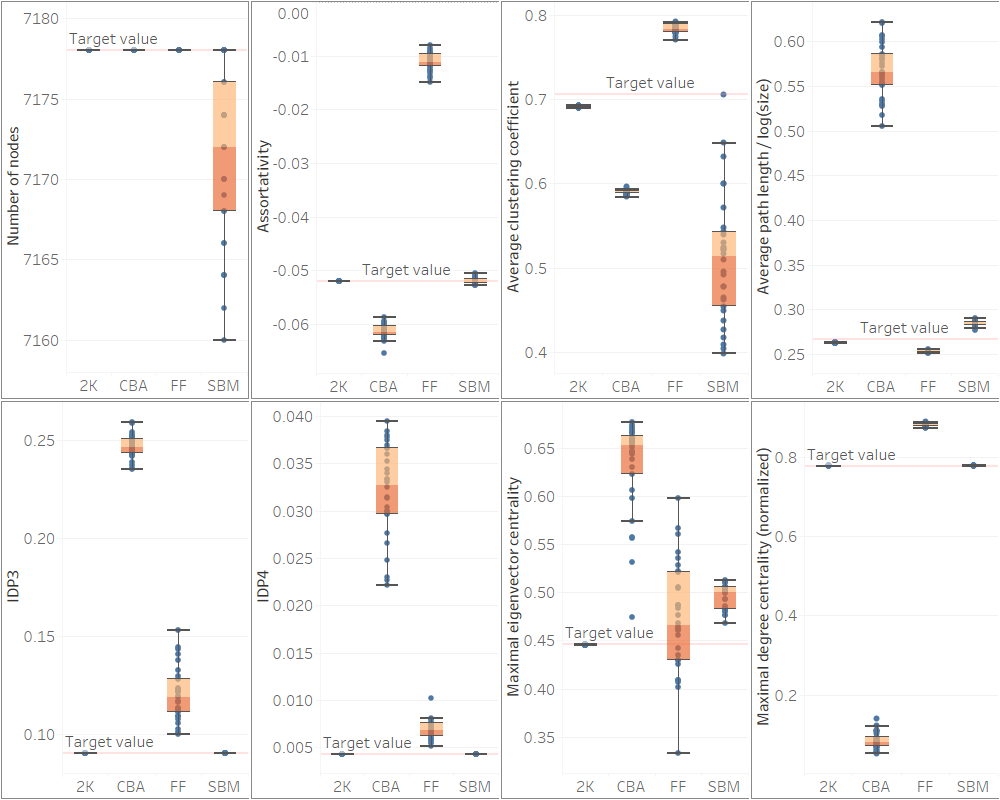 Number of nodes
7180
7175
7170
7165
7160
Target value
2K CBA FF SBM
Assortativity
0.00
-0.01
-0.02
-0.03
-0.04
-0.05
-0.06
Target value
2K CBA FF SBM
Average clustering coefficient
0.8
0.7
0.6
0.5
0.4
Target value
2K CBA FF SBM
Average path length / log(size)
0.60
0.55
0.50
0.45
0.40
0.35
0.30
0.25
Target value
2K CBA FF SBM
IDP3
0.25
0.20
0.15
0.10
Target value
2K CBA FF SBM
IDP4
0.040
0.035
0.030
0.025
0.020
0.015
0.010
0.005
Target value
2K CBA FF SBM
Maximal eigenvector centrality
0.65
0.60
0.55
0.50
0.45
0.40
0.35
Target value
2K CBA FF SBM
Maximal degree centrality (normalized)
0.8
0.6
0.4
0.2
Target value
2K CBA FF SBM